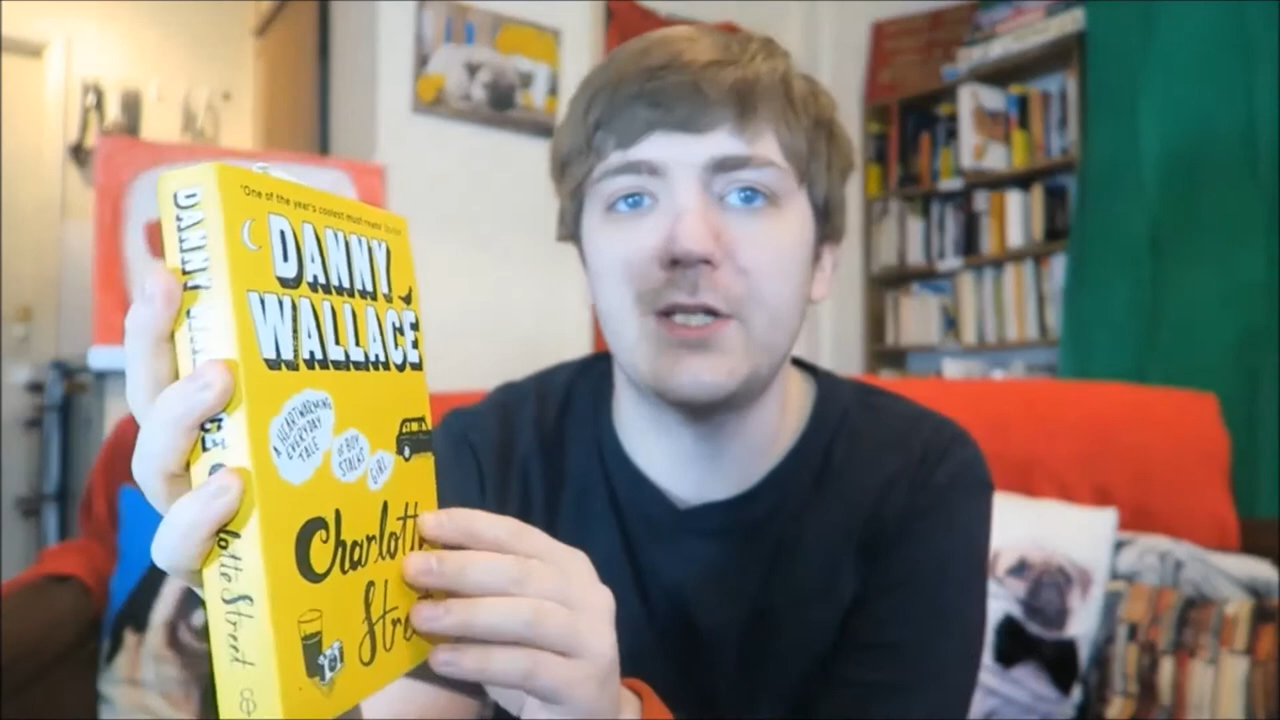 'One of the year's coolest must-reads'
DANNY
WALLACE
A HEARTWARMING
EVERYDAY
TALE
OF BOY
STALKS
GIRL
Charlott
Stre
DANNY
lotte Street